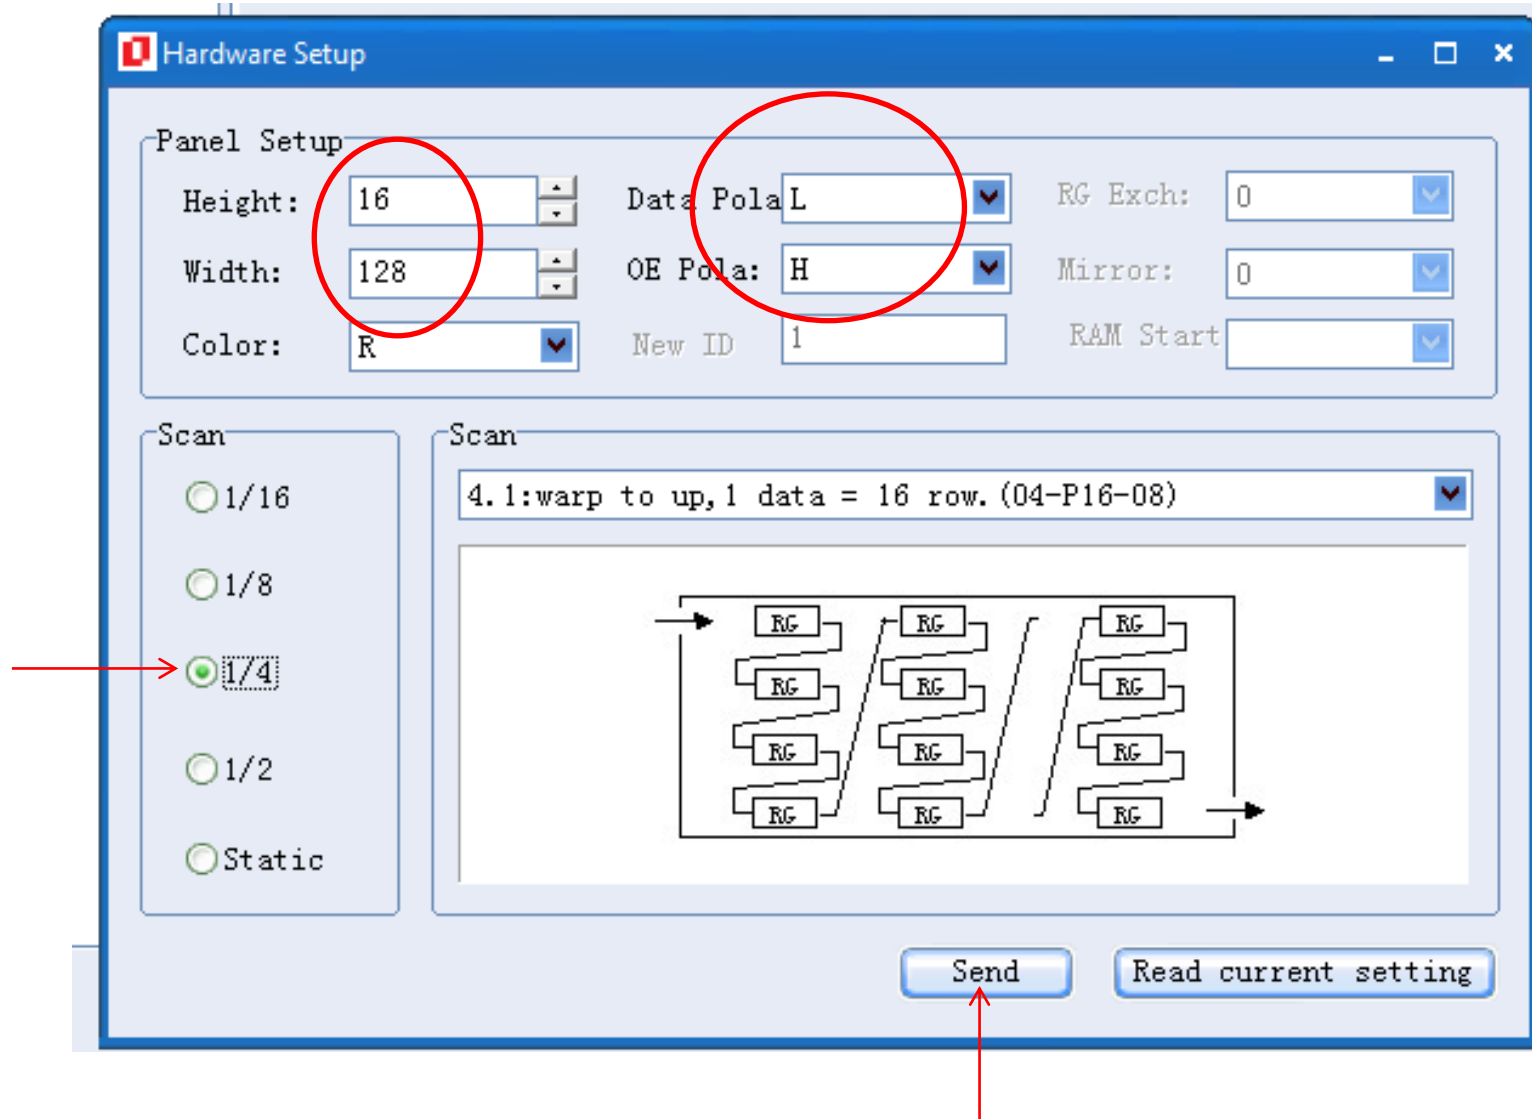 Hardware Setup
Panel Setup
Height: 16 Data Pola L RG Exch: 0
Width: 128 OE Pola: H Mirror: 0
Color: R New ID 1 RAM Start
Scan
1/16
1/8
1/4
1/2
Static
Scan
4.1:warp to up,1 data = 16 row.(04-P16-08)
RG RG RG
RG RG RG
RG RG RG
RG RG RG
Send Read current setting